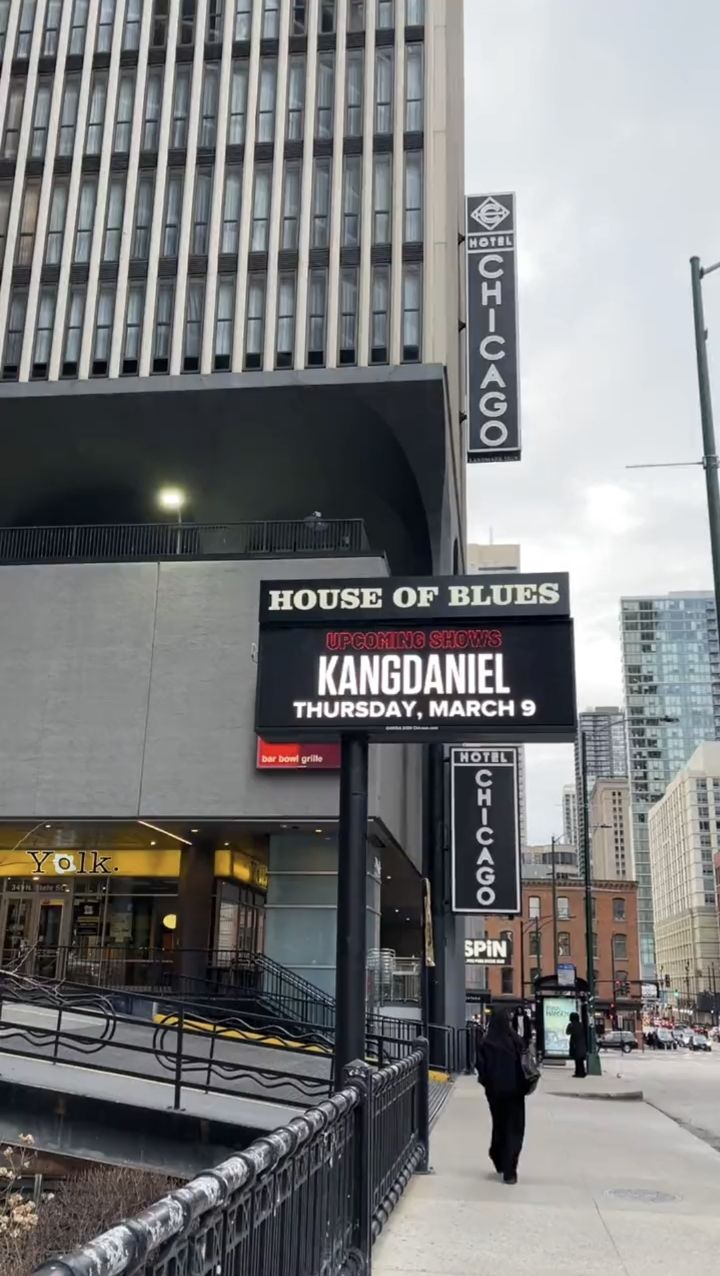 HOTEL
CHICAGO
HOUSE OF BLUES
UPCOMING SHOWS
KANGDANIEL
THURSDAY, MARCH 9
bar bowl grille
HOTEL
CHICAGO
Yolk.
SPiN